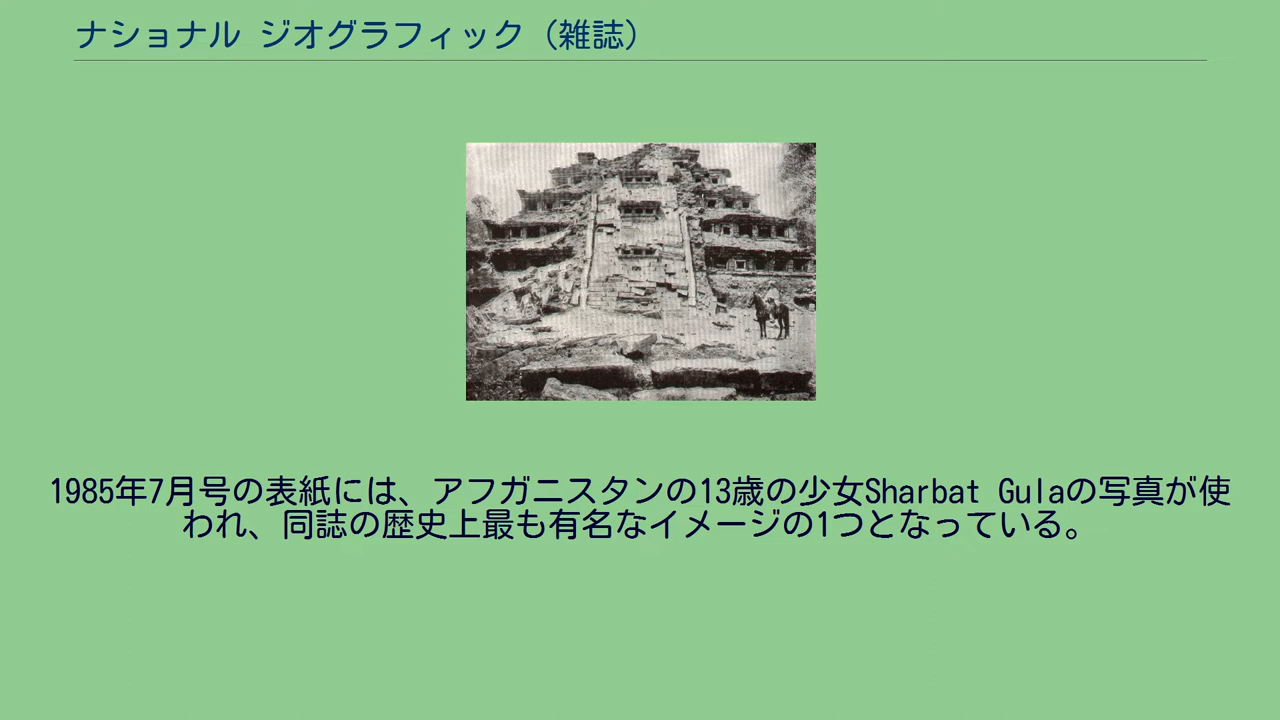 ナショナル ジオグラフィック（雑誌）
1985年7月号の表紙には、アフガニスタンの13歳の少女Sharbat Gulaの写真が使
われ、同誌の歴史上最も有名なイメージの1つとなっている。